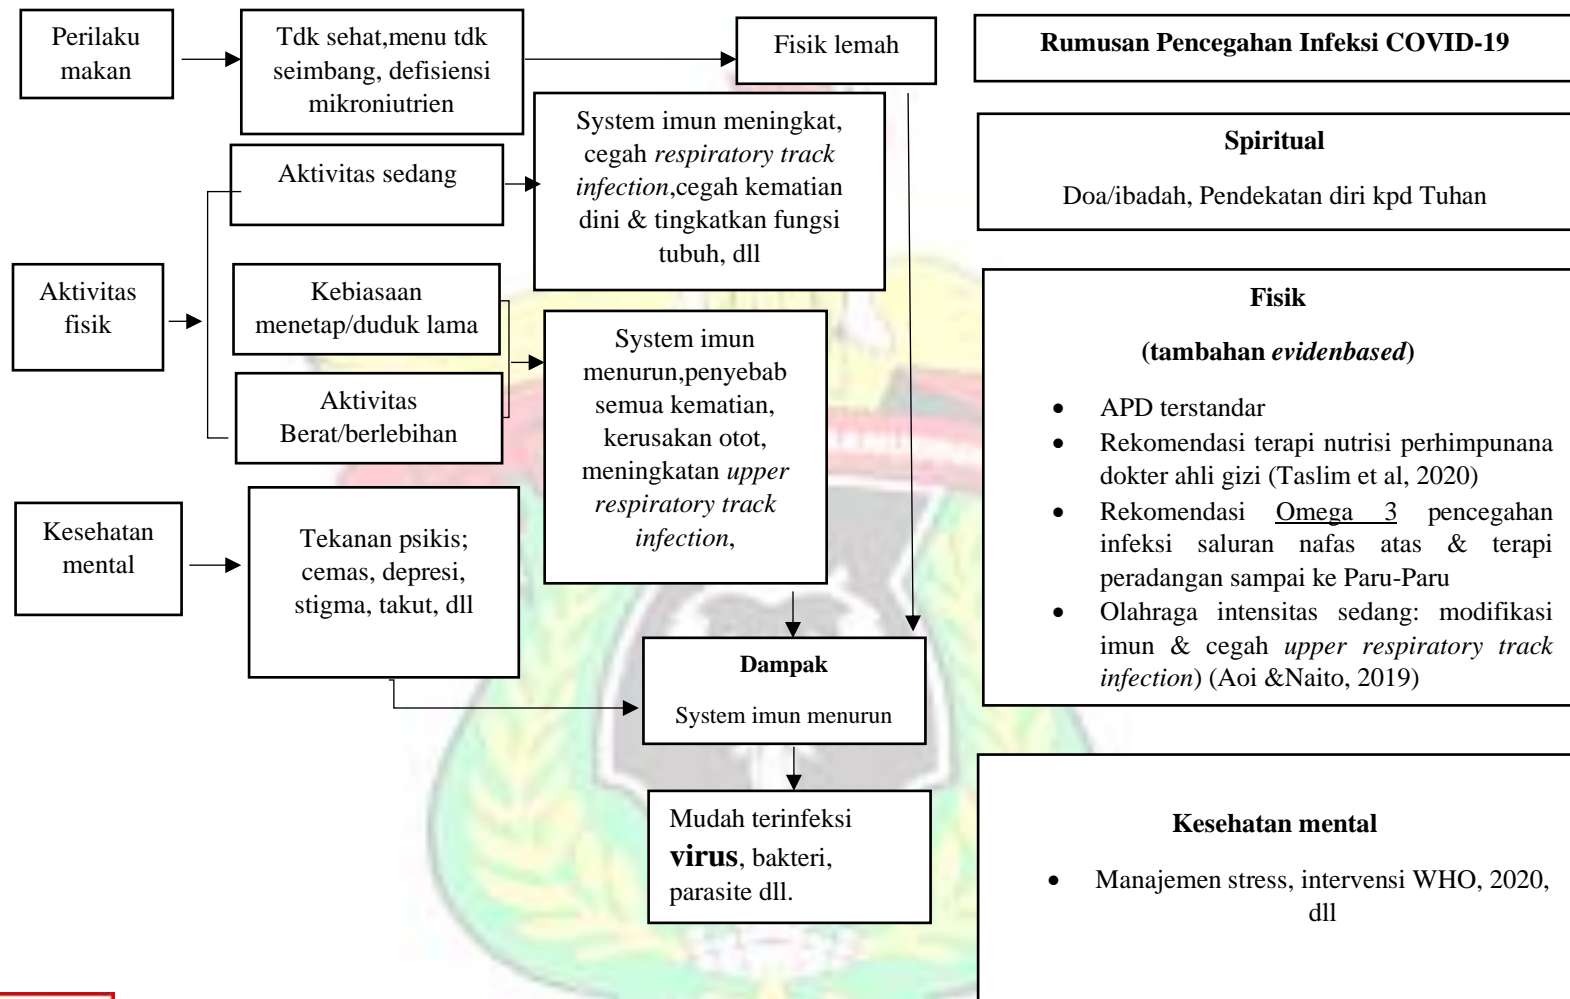 Perilaku
makan
Tdk sehat,menu tdk
seimbang, defisiensi
mikroniutrien
Fisik lemah
Aktivitas sedang
System imun meningkat,
cegah respiratory track
infection,cegah kematian
dini & tingkatkan fungsi
tubuh, dll
Aktivitas
fisik
Kebiasaan
menetap/duduk lama
Aktivitas
Berat/berlebihan
System imun
menurun,penyebab
semua kematian,
kerusakan otot,
meningkatan upper
respiratory track
infection,
Kesehatan
mental
Tekanan psikis;
cemas, depresi,
stigma, takut, dll
Dampak
System imun menurun
Mudah terinfeksi
virus, bakteri,
parasite dll.
Rumusan Pencegahan Infeksi COVID-19
Spiritual
Doa/ibadah, Pendekatan diri kpd Tuhan
Fisik
(tambahan evidenbased)
• APD terstandar
• Rekomendasi terapi nutrisi perhimpunana
dokter ahli gizi (Taslim et al, 2020)
• Rekomendasi Omega 3 pencegahan
infeksi saluran nafas atas & terapi
peradangan sampai ke Paru-Paru
• Olahraga intensitas sedang: modifikasi
imun & cegah upper respiratory track
infection) (Aoi &Naito, 2019)
Kesehatan mental
• Manajemen stress, intervensi WHO, 2020,
dll